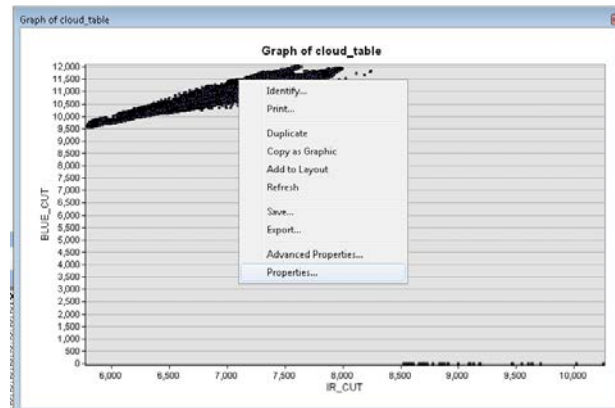 Graph of cloud_table
Graph of cloud_table
12,000
11,500
11,000
10,500
10,000
9,500
9,000
8,500
8,000
7,500
7,000
6,500
6,000
5,500
5,000
4,500
4,000
3,500
3,000
2,500
2,000
1,500
1,000
500
0
BLUE_CUT
Identify...
Print...
Duplicate
Copy as Graphic
Add to Layout
Refresh
Save...
Export...
Advanced Properties...
Properties...
6,000 6,500 7,000 7,500 8,000 8,500 9,000 9,500 10,000
IR_CUT